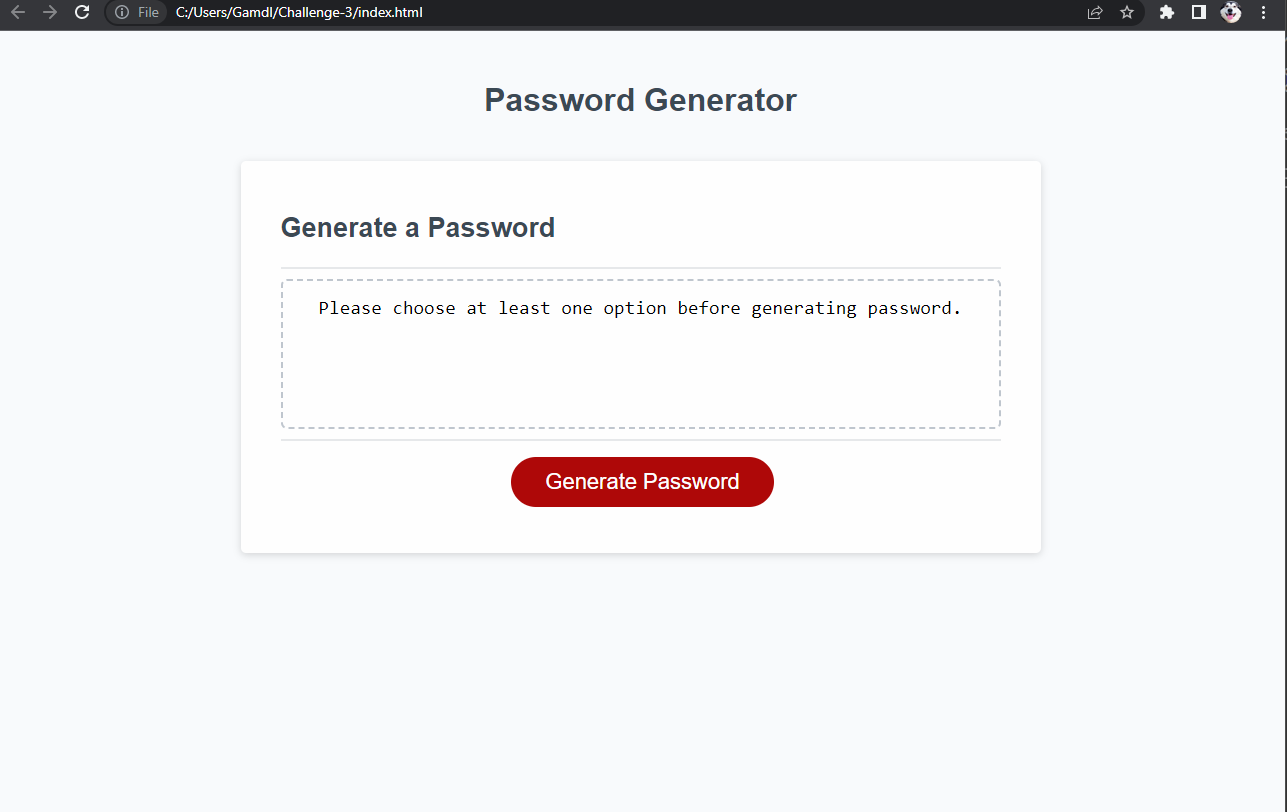 File C:/Users/Gamdl/Challenge-3/index.html
Password Generator
Generate a Password
Please choose at least one option before generating password.
Generate Password